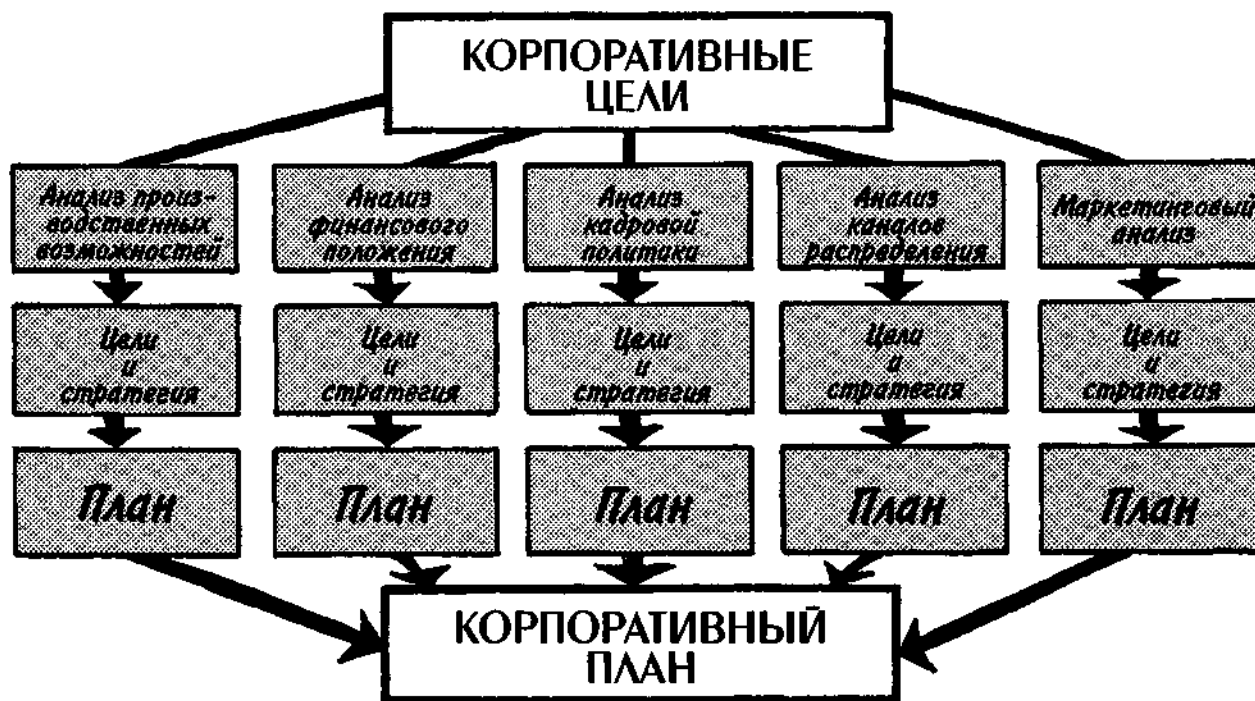 КОРПОРАТИВНЫЕ
ЦЕЛИ
Анализ произ-
водственных
возможностей
Анализ
финансового
положения
Анализ
кадровой
политики
Анализ
каналов
распределения
Маркетинговый
анализ
Цели
и
стратегия
Цели
и
стратегия
Цели
и
стратегия
Цели
и
стратегия
Цели
и
стратегия
План
План
План
План
План
КОРПОРАТИВНЫЙ
ПЛАН